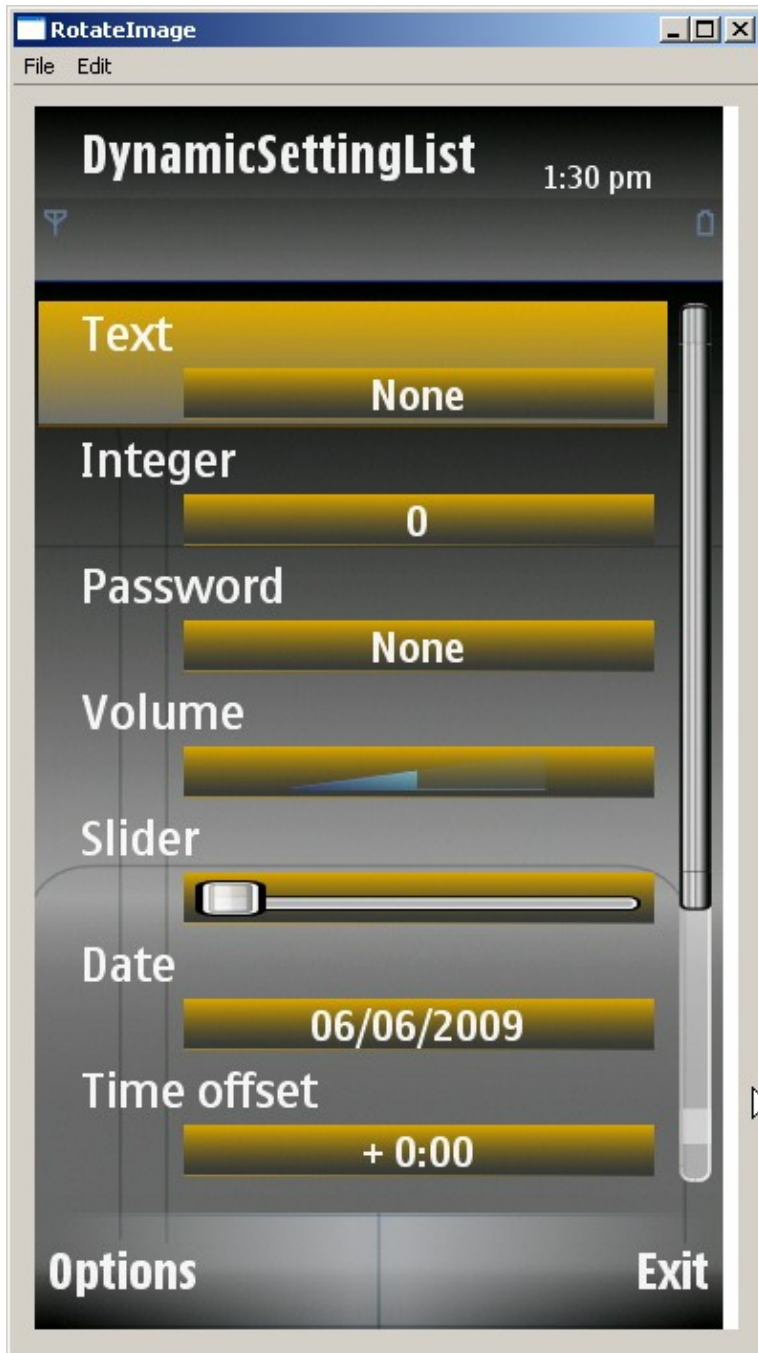 RotateImage
File Edit
DynamicSettingList
1:30 pm
Text
None
Integer
0
Password
None
Volume
Slider
Date
06/06/2009
Time offset
+ 0:00
Options Exit